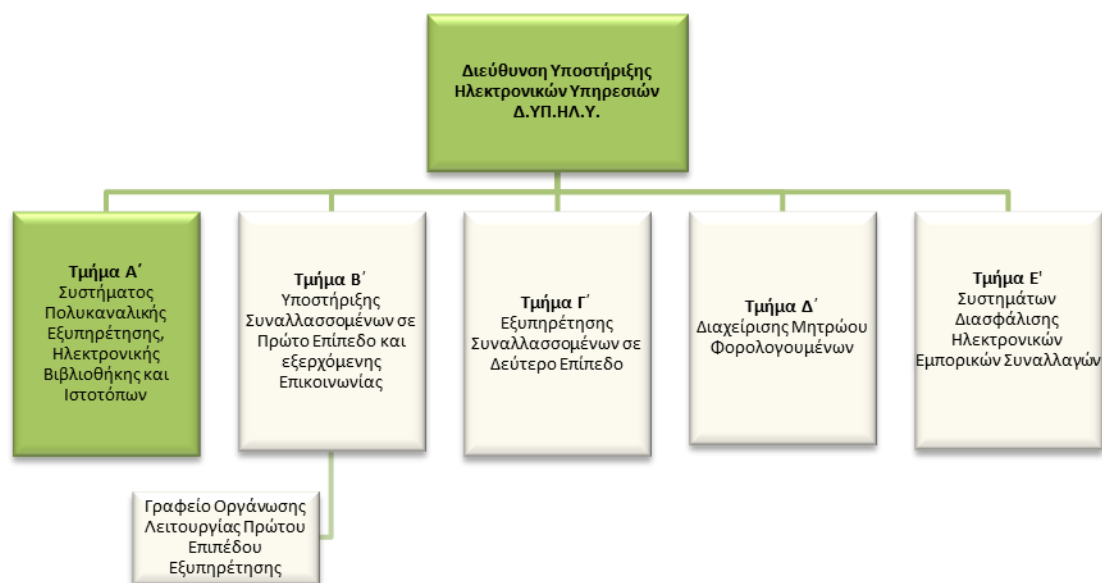 Διεύθυνση Υποστήριξης
Ηλεκτρονικών Υπηρεσιών
Δ.ΥΠ.ΗΛ.Υ.
Τμήμα Α΄
Συστήματος
Πολυκαναλικής
Εξυπηρέτησης,
Ηλεκτρονικής
Βιβλιοθήκης και
Ιστοτόπων
Τμήμα Β΄
Υποστήριξης
Συναλλασσομένων σε
Πρώτο Επίπεδο και
εξερχόμενης
Επικοινωνίας
Τμήμα Γ΄
Εξυπηρέτησης
Συναλλασσομένων σε
Δεύτερο Επίπεδο
Τμήμα Δ΄
Διαχείρισης Μητρώου
Φορολογουμένων
Τμήμα Ε'
Συστημάτων
Διασφάλισης
Ηλεκτρονικών
Εμπορικών Συναλλαγών
Γραφείο Οργάνωσης
Λειτουργίας Πρώτου
Επιπέδου
Εξυπηρέτησης